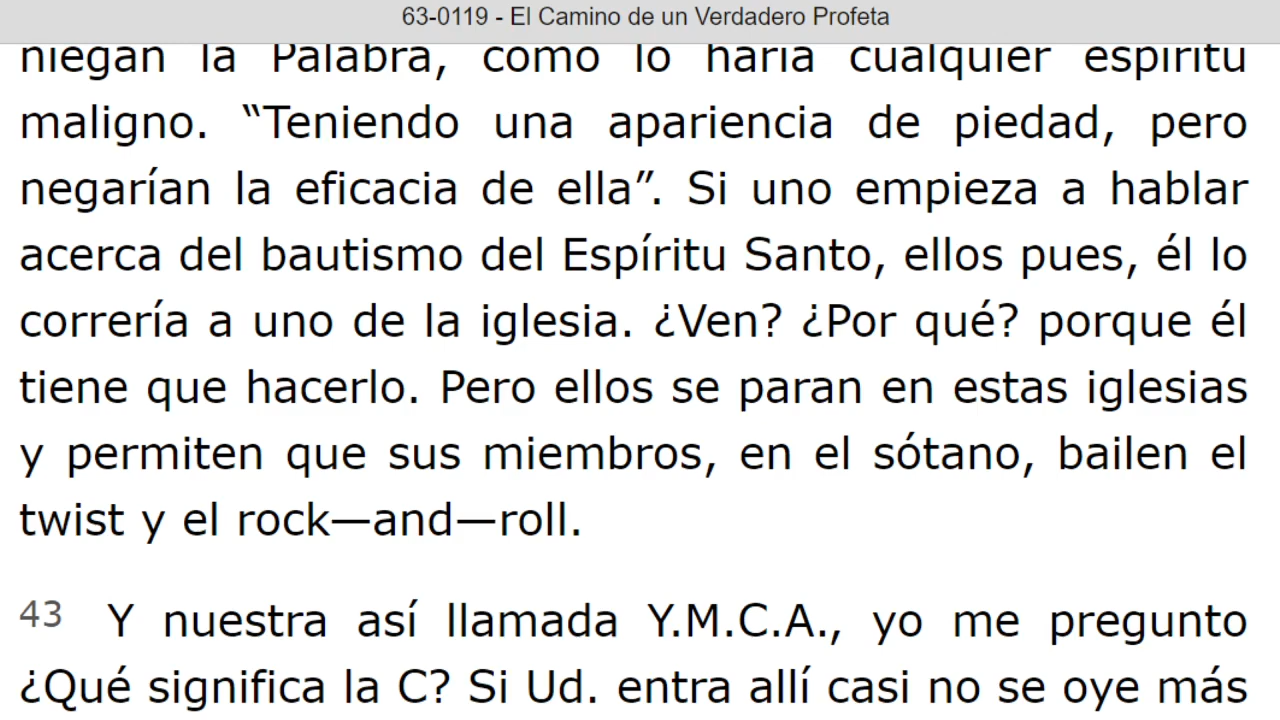 63-0119 - El Camino de un Verdadero Profeta
niegan la Palabra, como lo haría cualquier espíritu
maligno. “Teniendo una apariencia de piedad, pero
negarían la eficacia de ella”. Si uno empieza a hablar
acerca del bautismo del Espíritu Santo, ellos pues, él lo
correría a uno de la iglesia. ¿Ven? ¿Por qué? porque él
tiene que hacerlo. Pero ellos se paran en estas iglesias
y permiten que sus miembros, en el sótano, bailen el
twist y el rock—and—roll.
43 Y nuestra así llamada Y.M.C.A., yo me pregunto
¿Qué significa la C? Si Ud. entra allí casi no se oye más